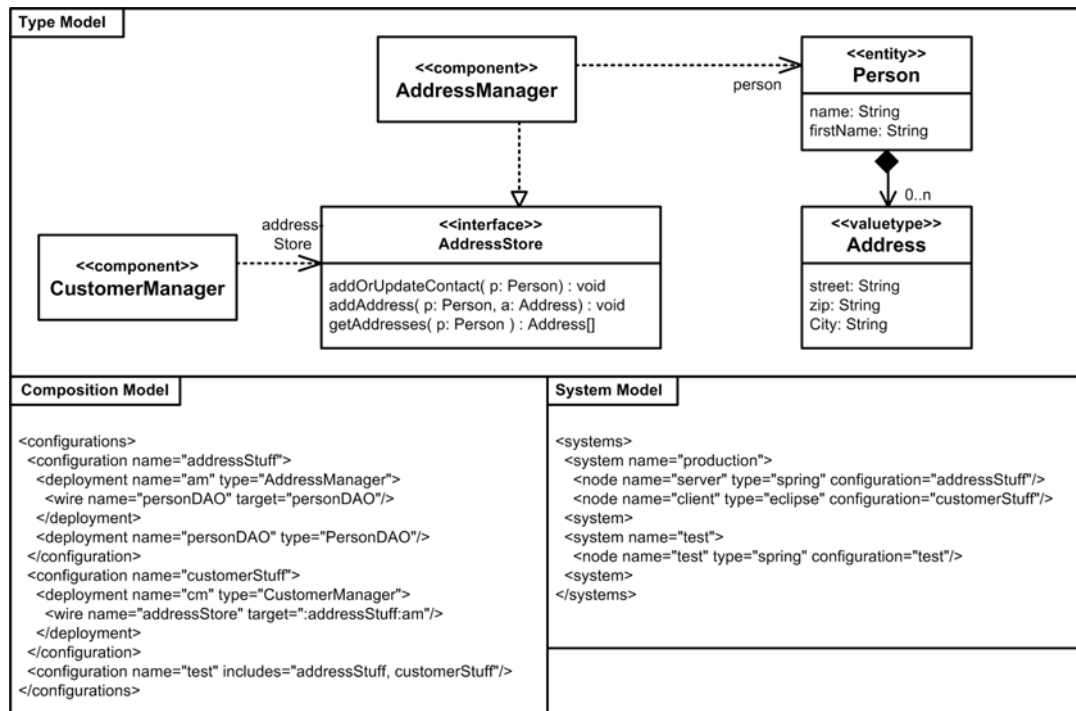 Type Model
<<component>>
AddressManager
person
<<entity>>
Person
name: String
firstName: String
0..n
<<component>>
CustomerManager
address-
Store
<<interface>>
AddressStore
addOrUpdateContact( p: Person) : void
addAddress( p: Person, a: Address) : void
getAddresses( p: Person ) : Address[]
<<valuetype>>
Address
street: String
zip: String
City: String
Composition Model
<configurations>
<configuration name="addressStuff">
<deployment name="am" type="AddressManager">
<wire name="personDAO" target="personDAO"/>
</deployment>
<deployment name="personDAO" type="PersonDAO"/>
</configuration>
<configuration name="customerStuff">
<deployment name="cm" type="CustomerManager">
<wire name="addressStore" target=":addressStuff:am"/>
</deployment>
</configuration>
<configuration name="test" includes="addressStuff, customerStuff"/>
</configurations>
System Model
<systems>
<system name="production">
<node name="server" type="spring" configuration="addressStuff"/>
<node name="client" type="eclipse" configuration="customerStuff"/>
<system>
<system name="test">
<node name="test" type="spring" configuration="test"/>
<system>
</systems>